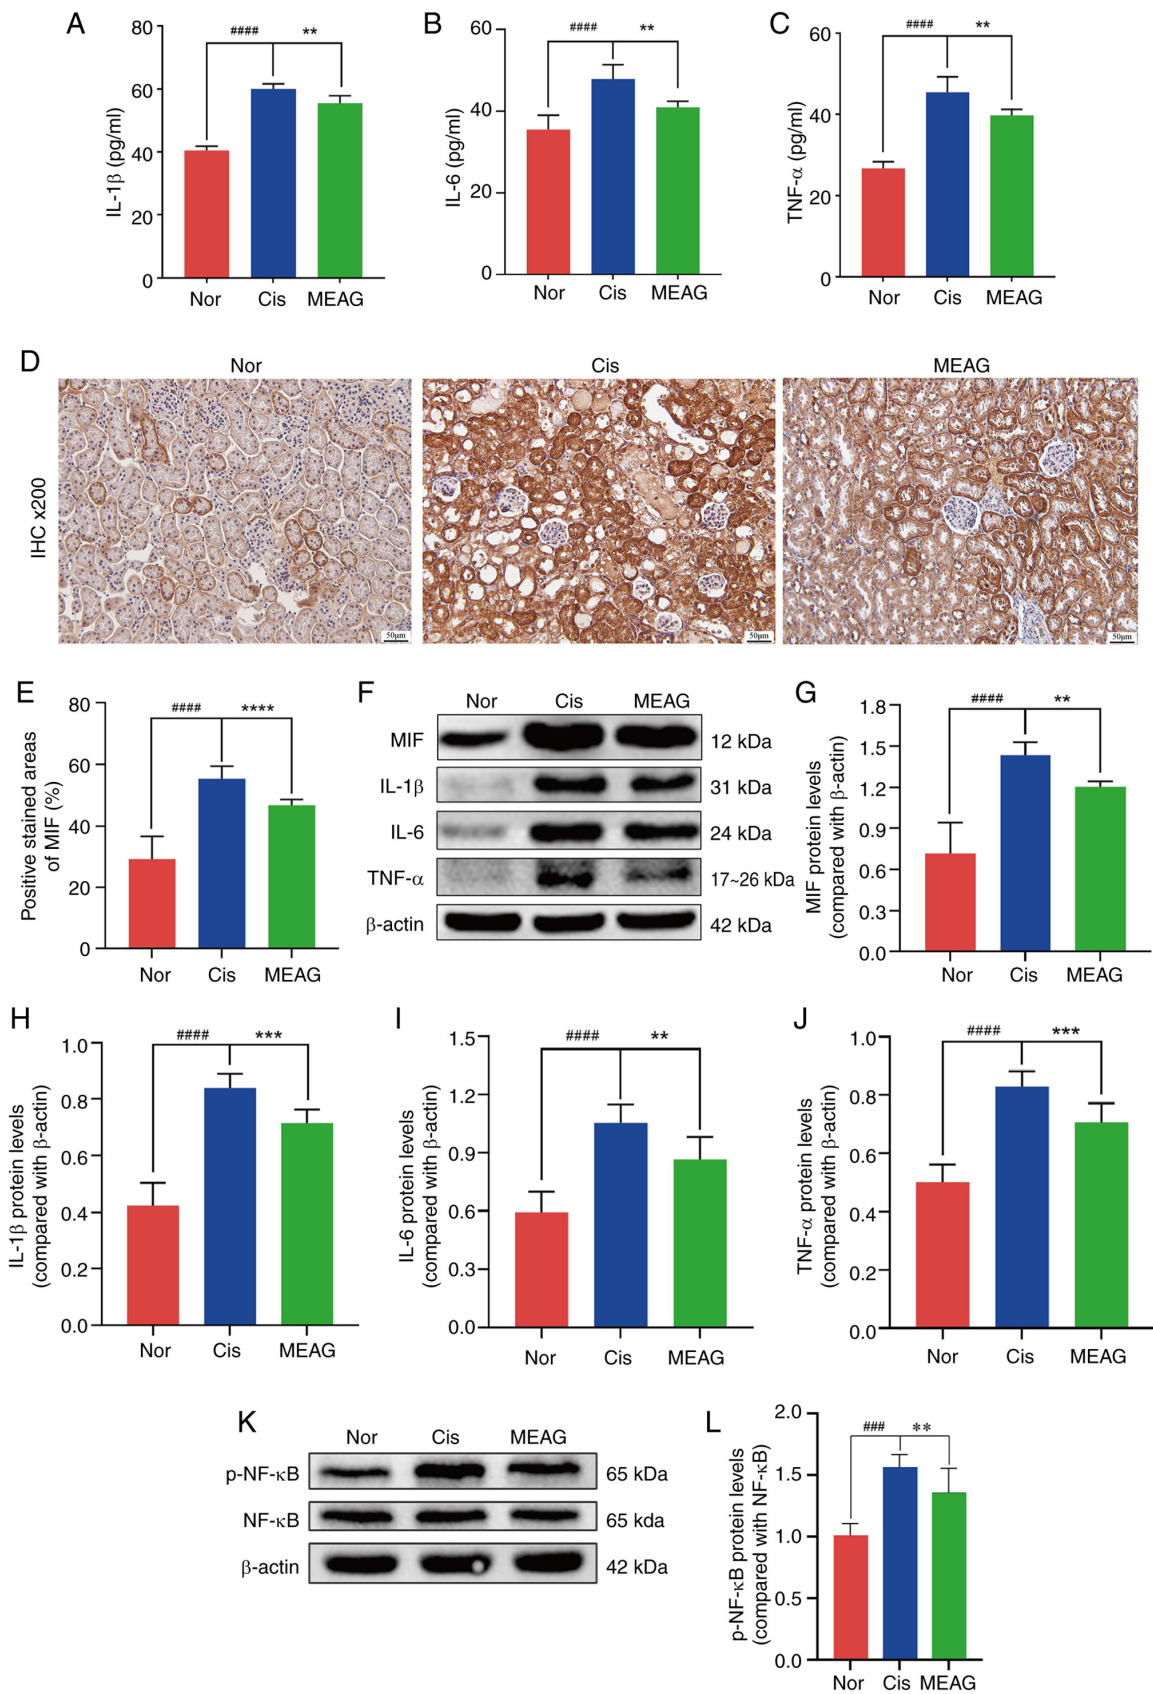 A
IL-1β (pg/ml)
80
60
40
20
0
####
**
Nor Cis MEAG
B
IL-6 (pg/ml)
60
40
20
0
####
**
Nor Cis MEAG
C
TNF-α (pg/ml)
60
40
20
0
####
**
Nor Cis MEAG
D
Nor Cis MEAG
IHC x200
50μm 50μm 50μm
E
Positive stained areas
of MIF (%)
80
60
40
20
0
####
****
Nor Cis MEAG
F
Nor Cis MEAG
MIF 12 kDa
IL-1β 31 kDa
IL-6 24 kDa
TNF-α 17~26 kDa
β-actin 42 kDa
G
MIF protein levels
(compared with β-actin)
1.8
1.5
1.2
0.9
0.6
0.3
0.0
####
**
Nor Cis MEAG
H
IL-1β protein levels
(compared with β-actin)
1.0
0.8
0.6
0.4
0.2
0.0
####
***
Nor Cis MEAG
I
IL-6 protein levels
(compared with β-actin)
1.5
1.2
0.9
0.6
0.3
0.0
####
**
Nor Cis MEAG
J
TNF-α protein levels
(compared with β-actin)
1.0
0.8
0.6
0.4
0.2
0.0
####
***
Nor Cis MEAG
K
Nor Cis MEAG
p-NF-κB 65 kDa
NF-κB 65 kda
β-actin 42 kDa
L
p-NF-κB protein levels
(compared with NF-κB)
2.0
1.5
1.0
0.5
0.0
###
**
Nor Cis MEAG